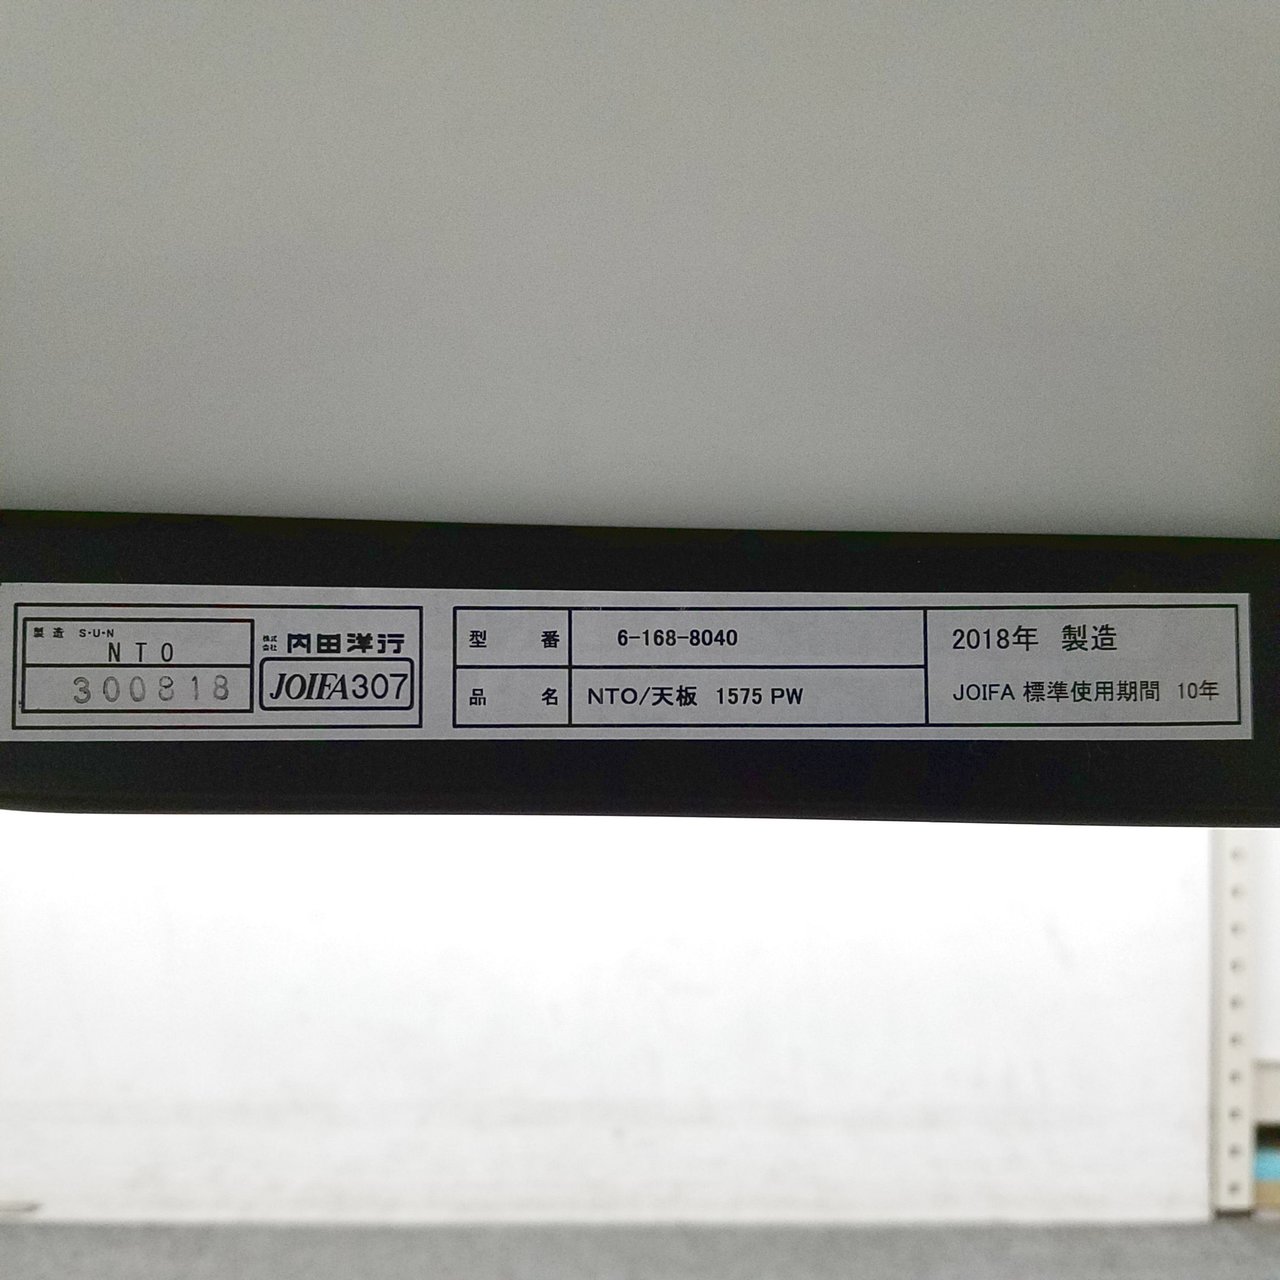 製造 S・U・N
NTO
300818
株式会社 内田洋行
JOIFA307
型番 6-168-8040
品名 NTO/天板 1575 PW
2018年 製造
JOIFA 標準使用期間 10年